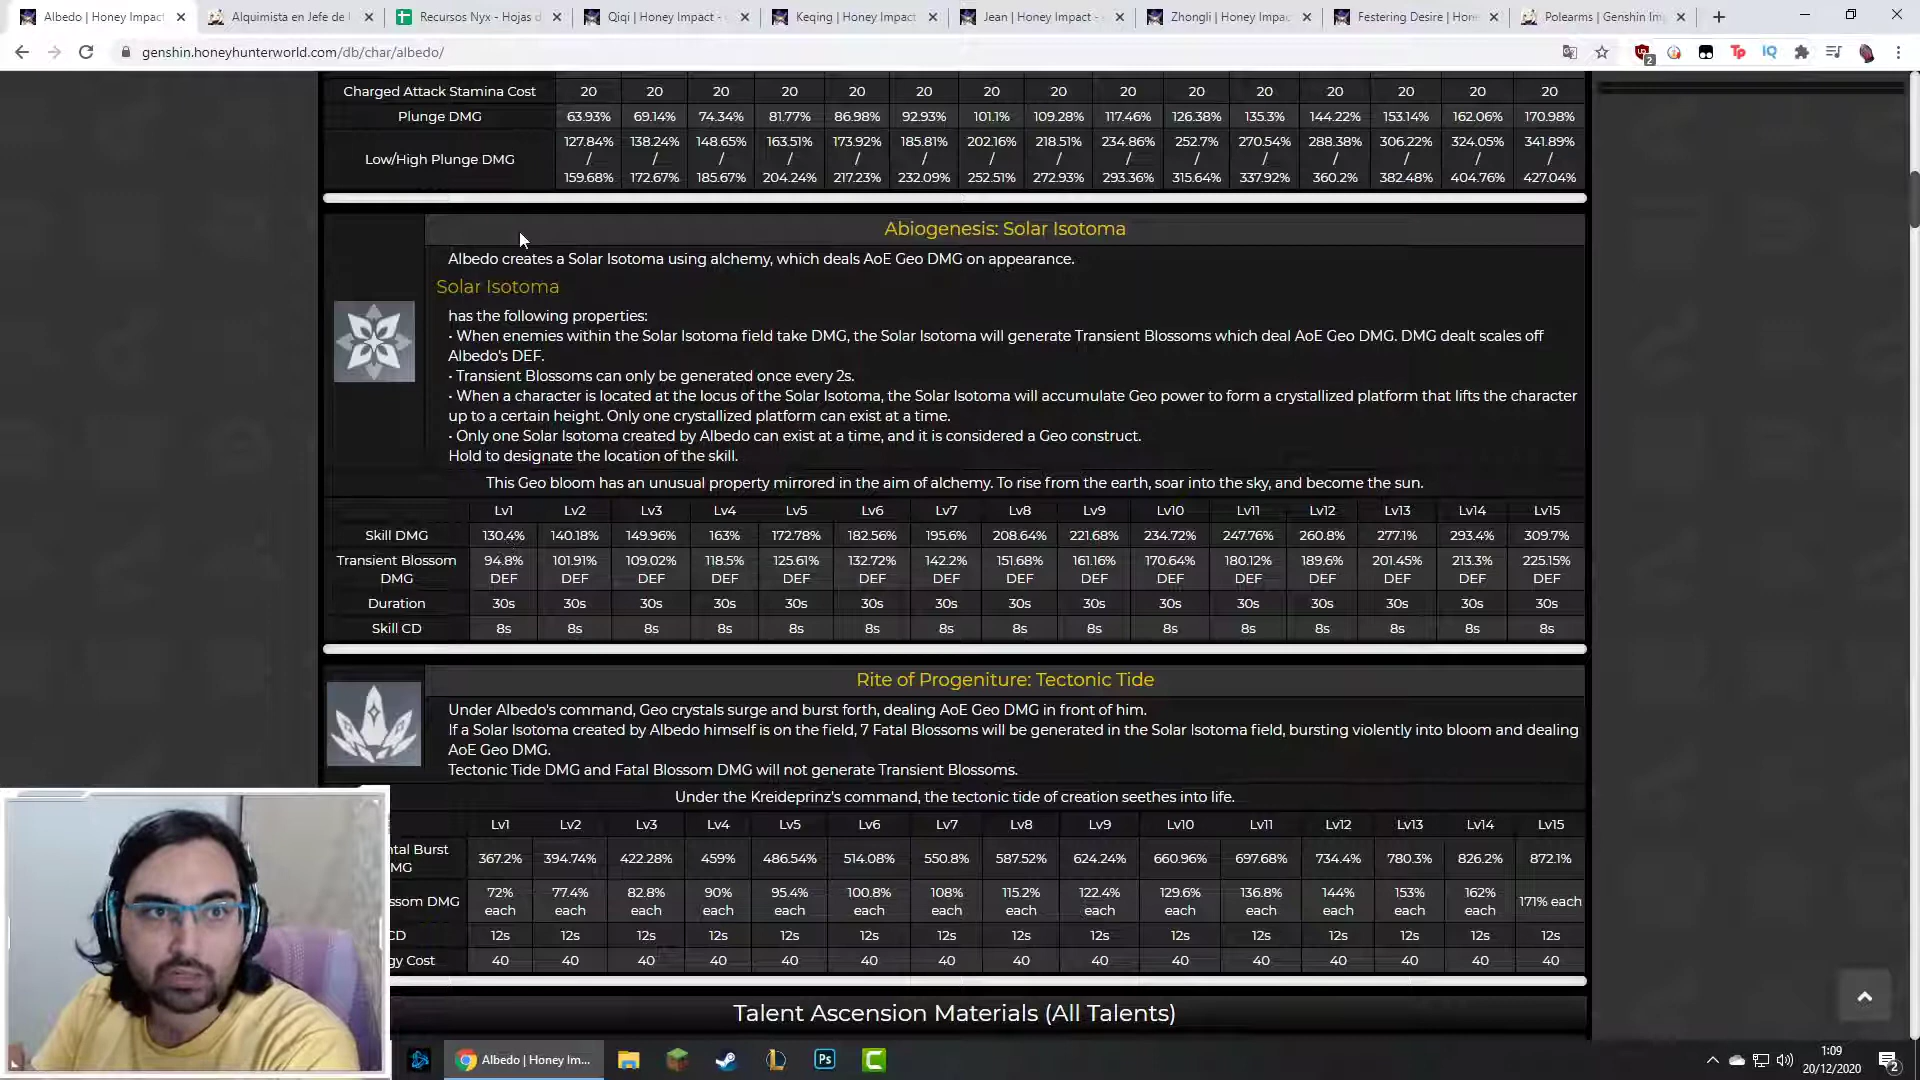 Albedo | Honey Impac
Alquimista en Jefe de
Recursos Nyx - Hojas d
Qiqi | Honey Impact -
Keqing | Honey Impact
Jean | Honey Impact -
Zhongli | Honey Impac
Festering Desire | Hon
Polearms | Genshin Im
genshin.honeyhunterworld.com/db/char/albedo/
2
Tp
IQ
Charged Attack Stamina Cost 20 20 20 20 20 20 20 20 20 20 20 20 20 20 20
Plunge DMG 63.93% 69.14% 74.34% 81.77% 86.98% 92.93% 101.1% 109.28% 117.46% 126.38% 135.3% 144.22% 153.14% 162.06% 170.98%
127.84% 138.24% 148.65% 163.51% 173.92% 185.81% 202.16% 218.51% 234.86% 252.7% 270.54% 288.38% 306.22% 324.05% 341.89%
Low/High Plunge DMG / / / / / / / / / / / / / / /
159.68% 172.67% 185.67% 204.24% 217.23% 232.09% 252.51% 272.93% 293.36% 315.64% 337.92% 360.2% 382.48% 404.76% 427.04%
Abiogenesis: Solar Isotoma
Albedo creates a Solar Isotoma using alchemy, which deals AoE Geo DMG on appearance.
Solar Isotoma
has the following properties:
• When enemies within the Solar Isotoma field take DMG, the Solar Isotoma will generate Transient Blossoms which deal AoE Geo DMG. DMG dealt scales off
Albedo's DEF.
• Transient Blossoms can only be generated once every 2s.
• When a character is located at the locus of the Solar Isotoma, the Solar Isotoma will accumulate Geo power to form a crystallized platform that lifts the character
up to a certain height. Only one crystallized platform can exist at a time.
• Only one Solar Isotoma created by Albedo can exist at a time, and it is considered a Geo construct.
Hold to designate the location of the skill.
This Geo bloom has an unusual property mirrored in the aim of alchemy. To rise from the earth, soar into the sky, and become the sun.
Lv1 Lv2 Lv3 Lv4 Lv5 Lv6 Lv7 Lv8 Lv9 Lv10 Lv11 Lv12 Lv13 Lv14 Lv15
Skill DMG 130.4% 140.18% 149.96% 163% 172.78% 182.56% 195.6% 208.64% 221.68% 234.72% 247.76% 260.8% 277.1% 293.4% 309.7%
Transient Blossom 94.8% 101.91% 109.02% 118.5% 125.61% 132.72% 142.2% 151.68% 161.16% 170.64% 180.12% 189.6% 201.45% 213.3% 225.15%
DMG DEF DEF DEF DEF DEF DEF DEF DEF DEF DEF DEF DEF DEF DEF DEF
Duration 30s 30s 30s 30s 30s 30s 30s 30s 30s 30s 30s 30s 30s 30s 30s
Skill CD 8s 8s 8s 8s 8s 8s 8s 8s 8s 8s 8s 8s 8s 8s 8s
Rite of Progeniture: Tectonic Tide
Under Albedo's command, Geo crystals surge and burst forth, dealing AoE Geo DMG in front of him.
If a Solar Isotoma created by Albedo himself is on the field, 7 Fatal Blossoms will be generated in the Solar Isotoma field, bursting violently into bloom and dealing
AoE Geo DMG.
Tectonic Tide DMG and Fatal Blossom DMG will not generate Transient Blossoms.
Under the Kreideprinz's command, the tectonic tide of creation seethes into life.
Lv1 Lv2 Lv3 Lv4 Lv5 Lv6 Lv7 Lv8 Lv9 Lv10 Lv11 Lv12 Lv13 Lv14 Lv15
ntal Burst
MG 367.2% 394.74% 422.28% 459% 486.54% 514.08% 550.8% 587.52% 624.24% 660.96% 697.68% 734.4% 780.3% 826.2% 872.1%
ssom DMG 72% 77.4% 82.8% 90% 95.4% 100.8% 108% 115.2% 122.4% 129.6% 136.8% 144% 153% 162% 171% each
each each each each each each each each each each each each each each
CD 12s 12s 12s 12s 12s 12s 12s 12s 12s 12s 12s 12s 12s 12s 12s
gy Cost 40 40 40 40 40 40 40 40 40 40 40 40 40 40 40
Talent Ascension Materials (All Talents)
Albedo | Honey Im...
Ps
1:09
20/12/2020
2